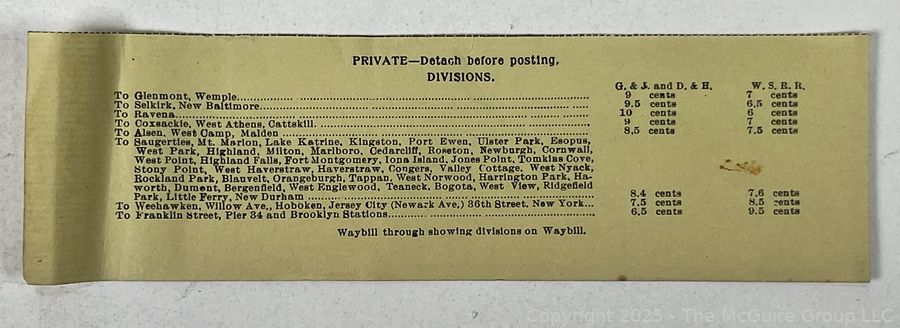 PRIVATE—Detach before posting.
DIVISIONS.
G. & J. and D. & H. W. S. R. R.
To Glenmont, Wemple 9 cents 7 cents
To Selkirk, New Baltimore 9.5 cents 6.5 cents
To Ravena 10 cents 6 cents
To Coxsackie, West Athens, Cattskill. 9 cents 7 cents
To Alsen, West Camp, Malden 8.5 cents 7.5 cents
To Saugerties, Mt. Marion, Lake Katrine, Kingston, Port Ewen, Ulster Park, Esopus,
West Park, Highland, Milton, Marlboro, Cedarcliff, Roseton, Newburgh, Cornwall,
West Point, Highland Falls, Fort Montgomery, Iona Island, Jones Point, Tomkins Cove,
Stony Point, West Haverstraw, Haverstraw, Congers, Valley Cottage, West Nyack,
Rockland Park, Blauvelt, Orangeburgh, Tappan, West Norwood, Harrington Park, Ha-
worth, Dumont, Bergenfield, West Englewood, Teaneck, Bogota, West View, Ridgefield
Park, Little Ferry, New Durham 8.4 cents 7.6 cents
To Weehawken, Willow Ave., Hoboken, Jersey City (Newark Ave.) 36th Street, New York... 7.5 cents 8.5 cents
To Franklin Street, Pier 34 and Brooklyn Stations 6.5 cents 9.5 cents
Waybill through showing divisions on Waybill.
Copyright 2025 - The McGuire Group LLC